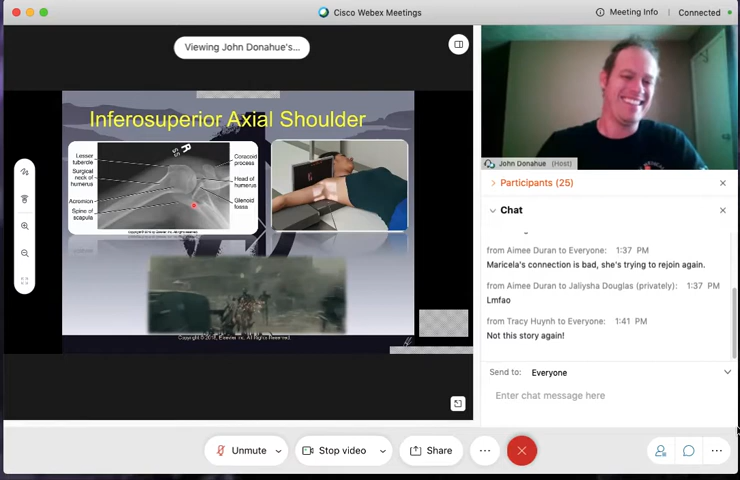 Cisco Webex Meetings
Meeting Info
Connected
Viewing John Donahue's...
Inferosuperior Axial Shoulder
R
Lesser
tubercle
Surgical
neck of
humerus
Acromion
Spine of
scapula
Coracoid
process
Head of
humerus
Glenoid
fossa
Copyright © 2018, Elsevier Inc. All Rights Reserved.
John Donahue (Host)
Participants (25)
Chat
from Aimee Duran to Everyone: 1:37 PM
Maricela's connection is bad, she's trying to rejoin again.
from Aimee Duran to Jaliysha Douglas (privately): 1:37 PM
Lmfao
from Tracy Huynh to Everyone: 1:41 PM
Not this story again!
Send to: Everyone
Enter chat message here
Unmute
Stop video
Share